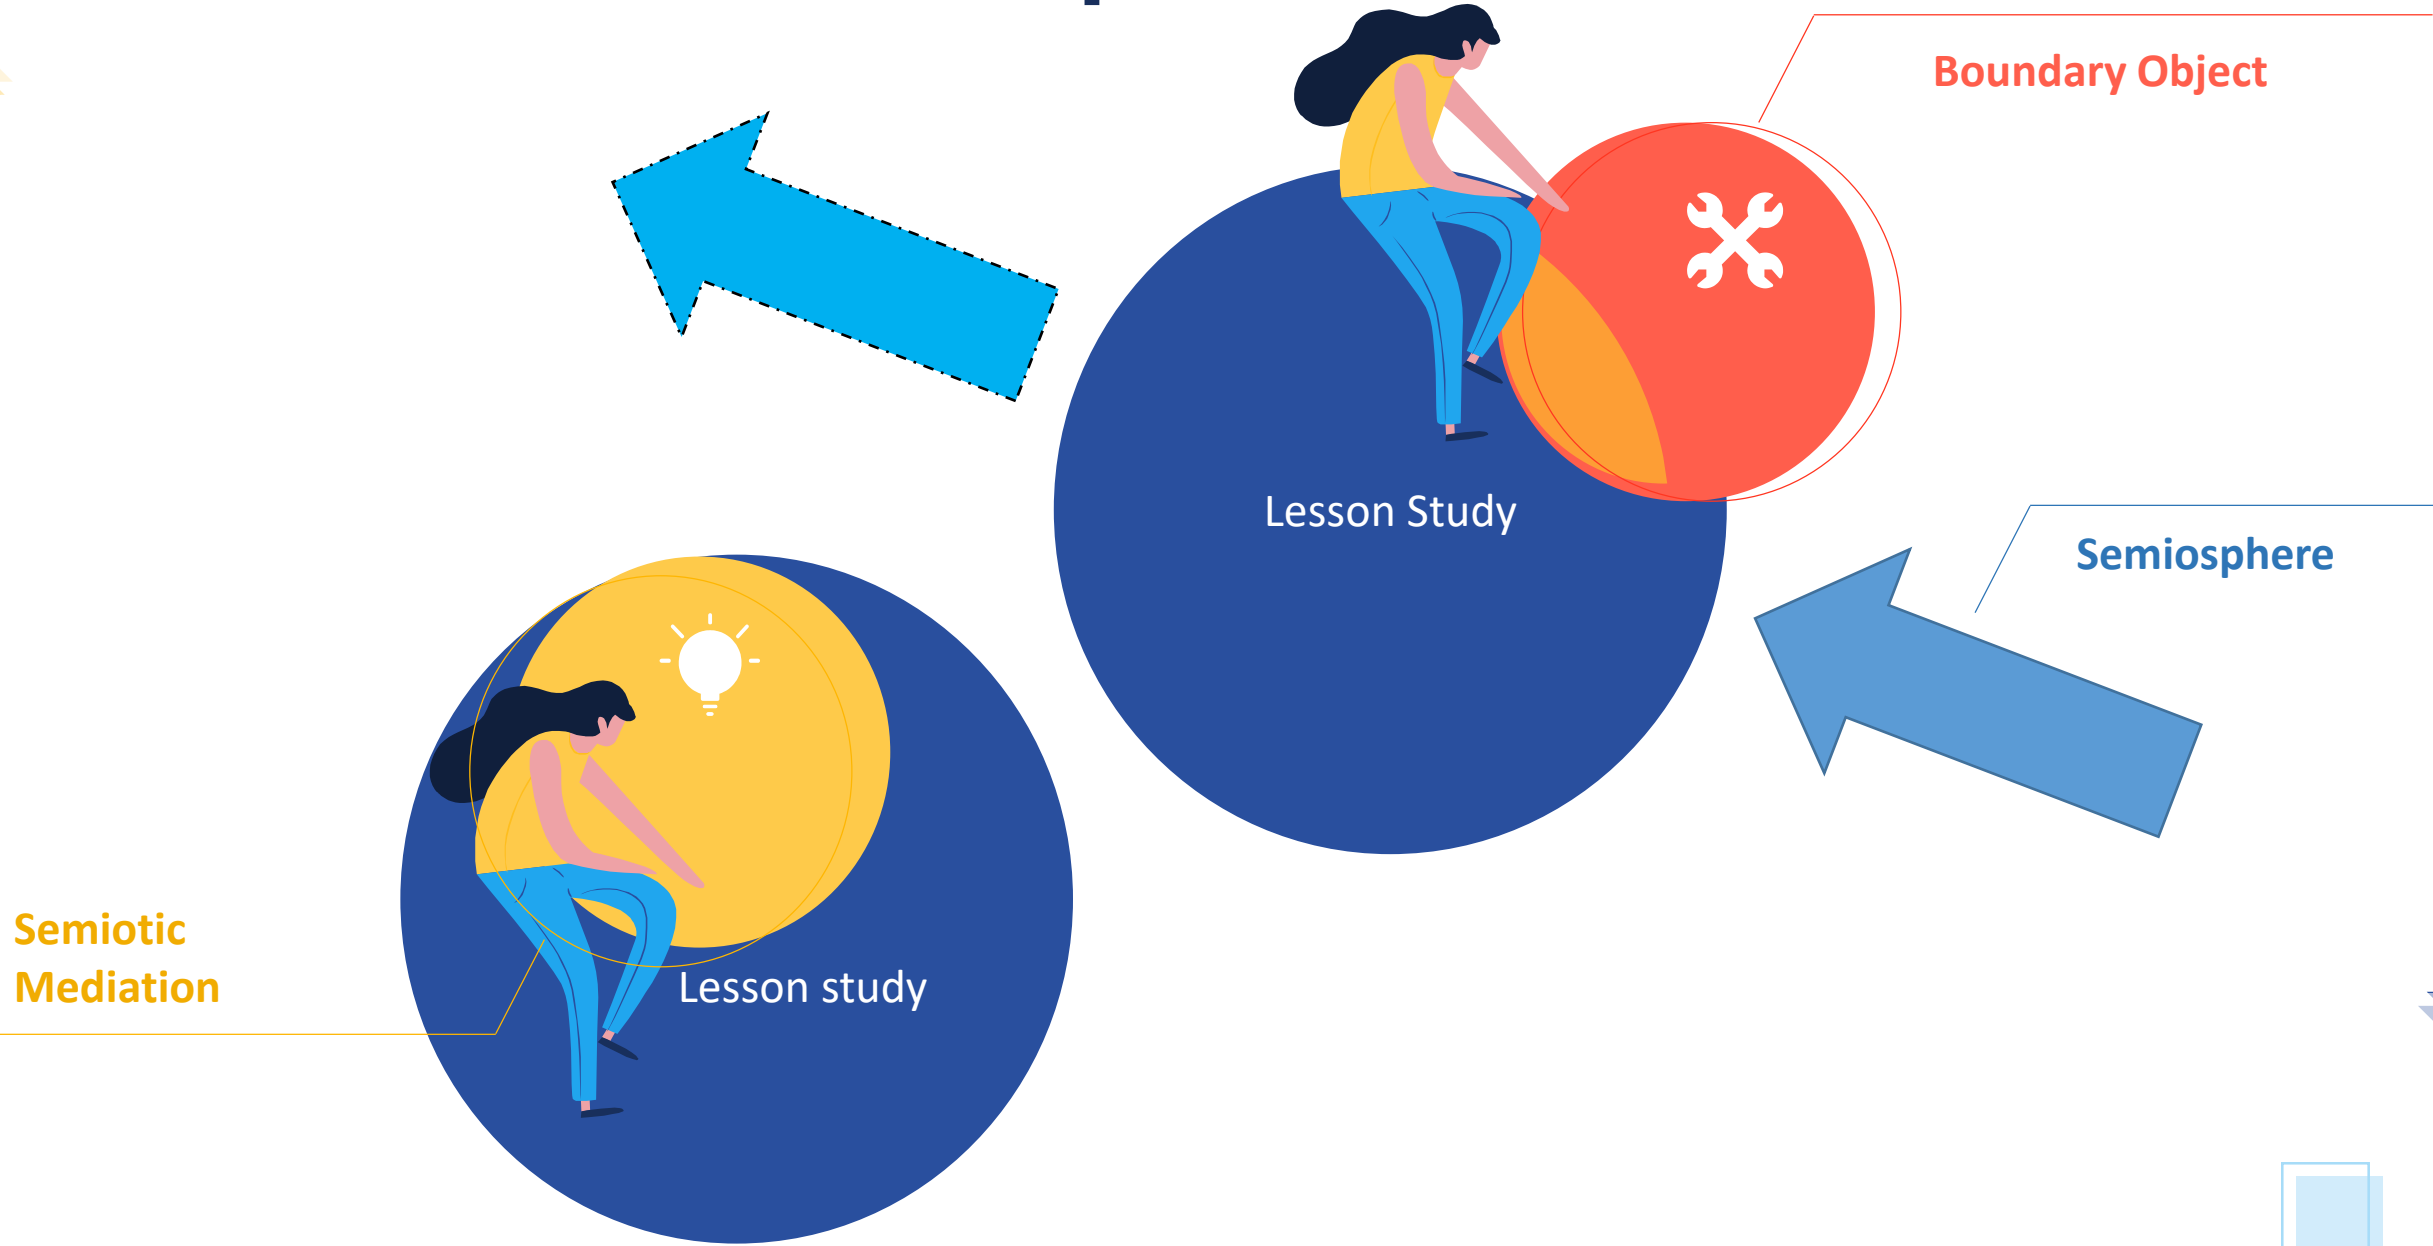 Boundary Object
Lesson Study
Semiosphere
Semiotic
Mediation
Lesson study